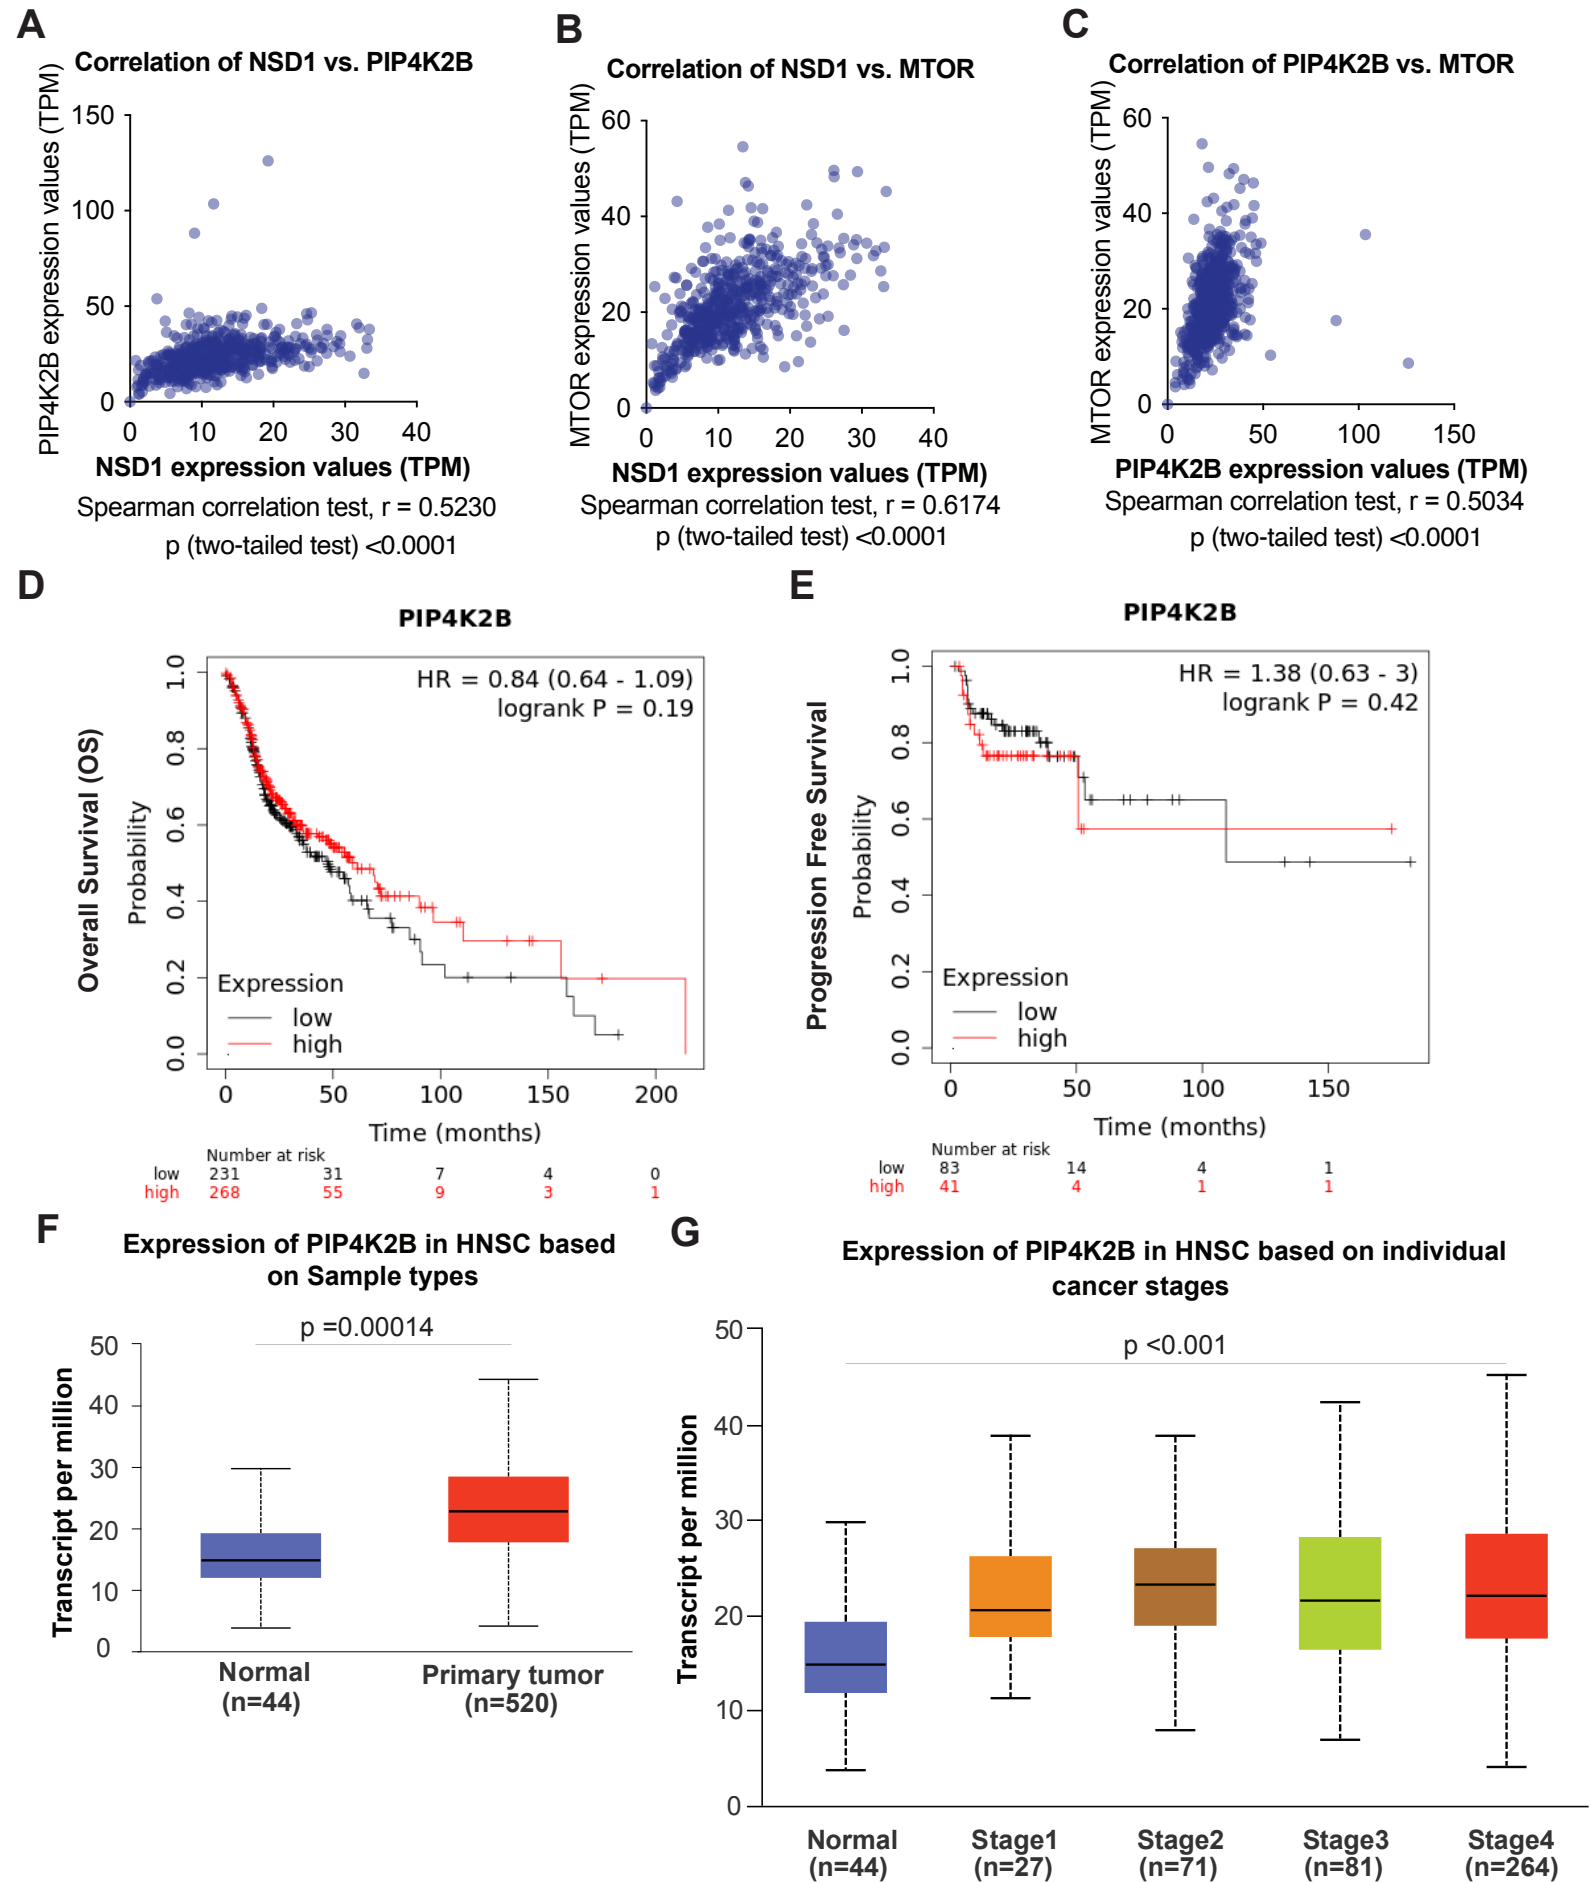 A
Correlation of NSD1 vs. PIP4K2B
PIP4K2B expression values (TPM)
150
100
50
0
0 10 20 30 40
NSD1 expression values (TPM)
Spearman correlation test, r = 0.5230
p (two-tailed test) <0.0001
B
Correlation of NSD1 vs. MTOR
MTOR expression values (TPM)
60
40
20
0
0 10 20 30 40
NSD1 expression values (TPM)
Spearman correlation test, r = 0.6174
p (two-tailed test) <0.0001
C
Correlation of PIP4K2B vs. MTOR
MTOR expression values (TPM)
60
40
20
0
0 50 100 150
PIP4K2B expression values (TPM)
Spearman correlation test, r = 0.5034
p (two-tailed test) <0.0001
D
PIP4K2B
HR = 0.84 (0.64 - 1.09)
logrank P = 0.19
Overall Survival (OS)
Probability
1.0
0.8
0.6
0.4
0.2
0.0
Expression
low
high
0 50 100 150 200
Time (months)
Number at risk
low 231 31 7 4 0
high 268 55 9 3 1
E
PIP4K2B
HR = 1.38 (0.63 - 3)
logrank P = 0.42
Progression Free Survival
Probability
1.0
0.8
0.6
0.4
0.2
0.0
Expression
low
high
0 50 100 150
Time (months)
Number at risk
low 83 14 4 1
high 41 4 1 1
F
Expression of PIP4K2B in HNSC based
on Sample types
p =0.00014
Transcript per million
50
40
30
20
10
0
Normal Primary tumor
(n=44) (n=520)
G
Expression of PIP4K2B in HNSC based on individual
cancer stages
p <0.001
Transcript per million
50
40
30
20
10
0
Normal Stage1 Stage2 Stage3 Stage4
(n=44) (n=27) (n=71) (n=81) (n=264)